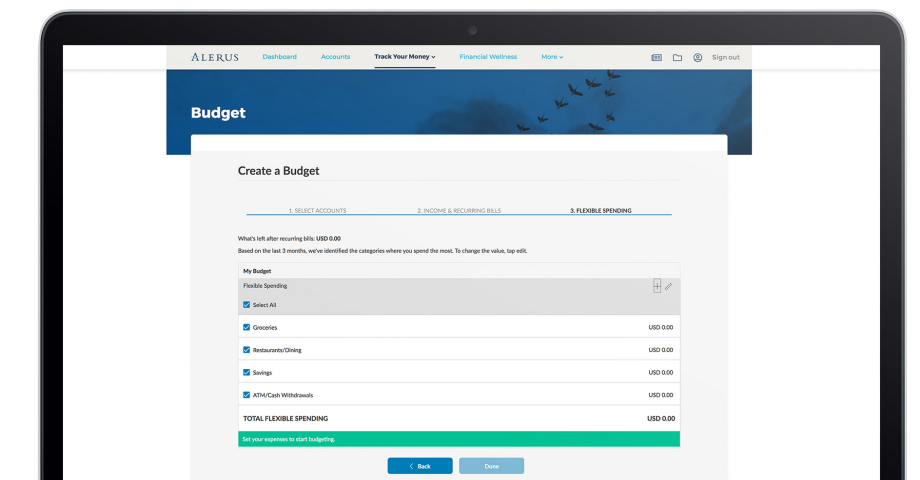 ALERUS Dashboard Accounts Track Your Money Financial Wellness More Sign out
Budget
Create a Budget
1. SELECT ACCOUNTS 2. INCOME & RECURRING BILLS 3. FLEXIBLE SPENDING
What's left after recurring bills: USD 0.00
Based on the last 3 months, we've identified the categories where you spend the most. To change the value, tap edit.
My Budget
Flexible Spending
Select All
Groceries USD 0.00
Restaurants/Dining USD 0.00
Savings USD 0.00
ATM/Cash Withdrawals USD 0.00
TOTAL FLEXIBLE SPENDING USD 0.00
Set your expenses to start budgeting.
Back Done